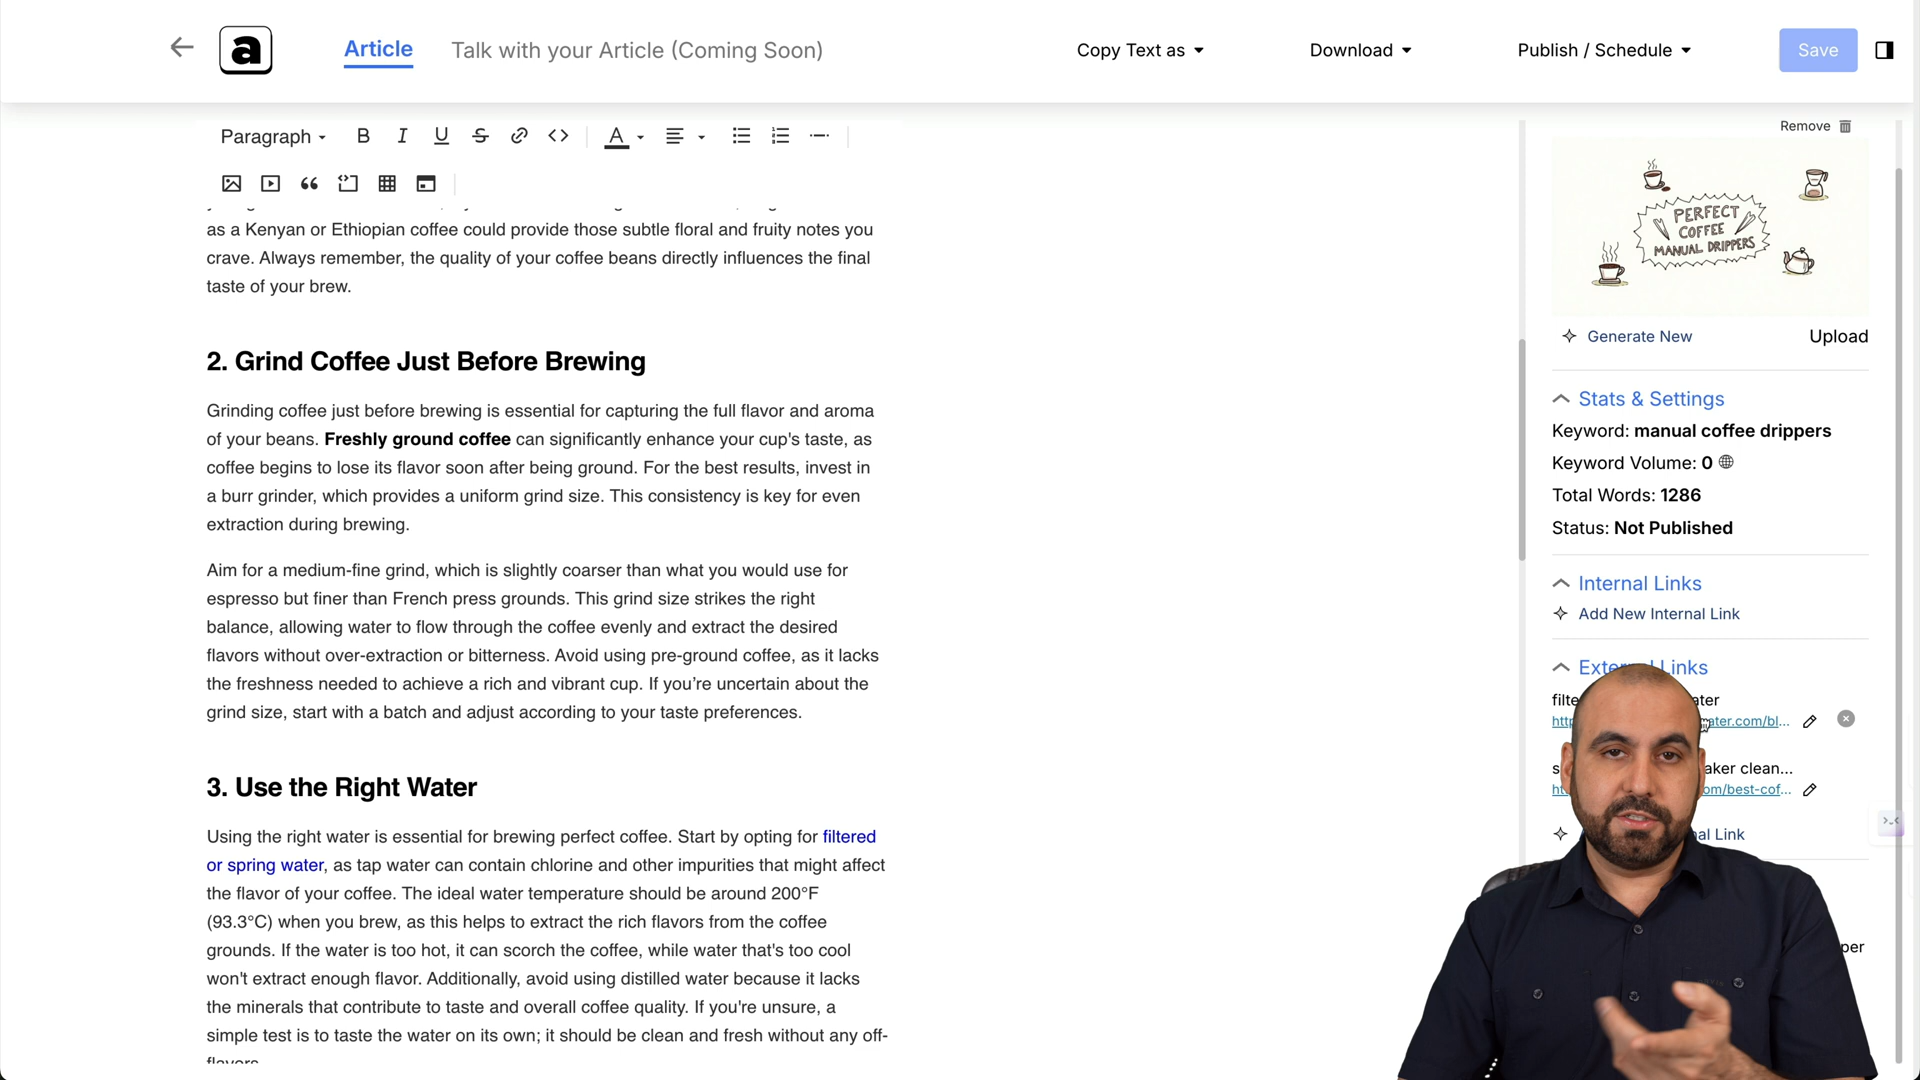 a
Article
Talk with your Article (Coming Soon)
Copy Text as
Download
Publish / Schedule
Save
Paragraph
B I U S A
as a Kenyan or Ethiopian coffee could provide those subtle floral and fruity notes you
crave. Always remember, the quality of your coffee beans directly influences the final
taste of your brew.
2. Grind Coffee Just Before Brewing
Grinding coffee just before brewing is essential for capturing the full flavor and aroma
of your beans. Freshly ground coffee can significantly enhance your cup's taste, as
coffee begins to lose its flavor soon after being ground. For the best results, invest in
a burr grinder, which provides a uniform grind size. This consistency is key for even
extraction during brewing.
Aim for a medium-fine grind, which is slightly coarser than what you would use for
espresso but finer than French press grounds. This grind size strikes the right
balance, allowing water to flow through the coffee evenly and extract the desired
flavors without over-extraction or bitterness. Avoid using pre-ground coffee, as it lacks
the freshness needed to achieve a rich and vibrant cup. If you’re uncertain about the
grind size, start with a batch and adjust according to your taste preferences.
3. Use the Right Water
Using the right water is essential for brewing perfect coffee. Start by opting for filtered
or spring water, as tap water can contain chlorine and other impurities that might affect
the flavor of your coffee. The ideal water temperature should be around 200°F
(93.3°C) when you brew, as this helps to extract the rich flavors from the coffee
grounds. If the water is too hot, it can scorch the coffee, while water that's too cool
won't extract enough flavor. Additionally, avoid using distilled water because it lacks
the minerals that contribute to taste and overall coffee quality. If you're unsure, a
simple test is to taste the water on its own; it should be clean and fresh without any off-
flavors.
Remove
PERFECT
COFFEE
MANUAL DRIPPERS
Generate New
Upload
Stats & Settings
Keyword: manual coffee drippers
Keyword Volume: 0
Total Words: 1286
Status: Not Published
Internal Links
Add New Internal Link
External Links
filte ater
htt ater.com/bl...
s aker clean...
ht om/best-cof...
al Link
per